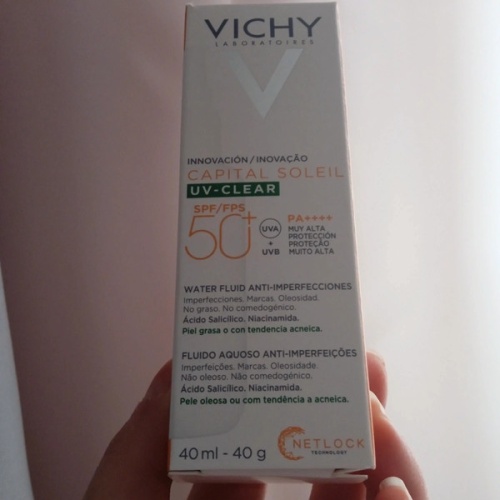 VICHY
LABORATOIRES
INNOVACIÓN / INOVAÇÃO
CAPITAL SOLEIL
UV-CLEAR
SPF/FPS
50+
UVA
+
UVB
PA++++
MUY ALTA
PROTECCIÓN
PROTEÇÃO
MUITO ALTA
WATER FLUID ANTI-IMPERFECCIONES
Imperfecciones. Marcas. Oleosidad.
No graso. No comedogénico.
Ácido Salicílico, Niacinamida.
Piel grasa o con tendencia acneica.
FLUIDO AQUOSO ANTI-IMPERFEIÇÕES
Imperfeições. Marcas. Oleosidade.
Não oleoso. Não comedogénico.
Ácido Salicílico, Niacinamida.
Pele oleosa ou com tendência a acneica.
40 ml - 40 g
NETLOCK
TECHNOLOGY